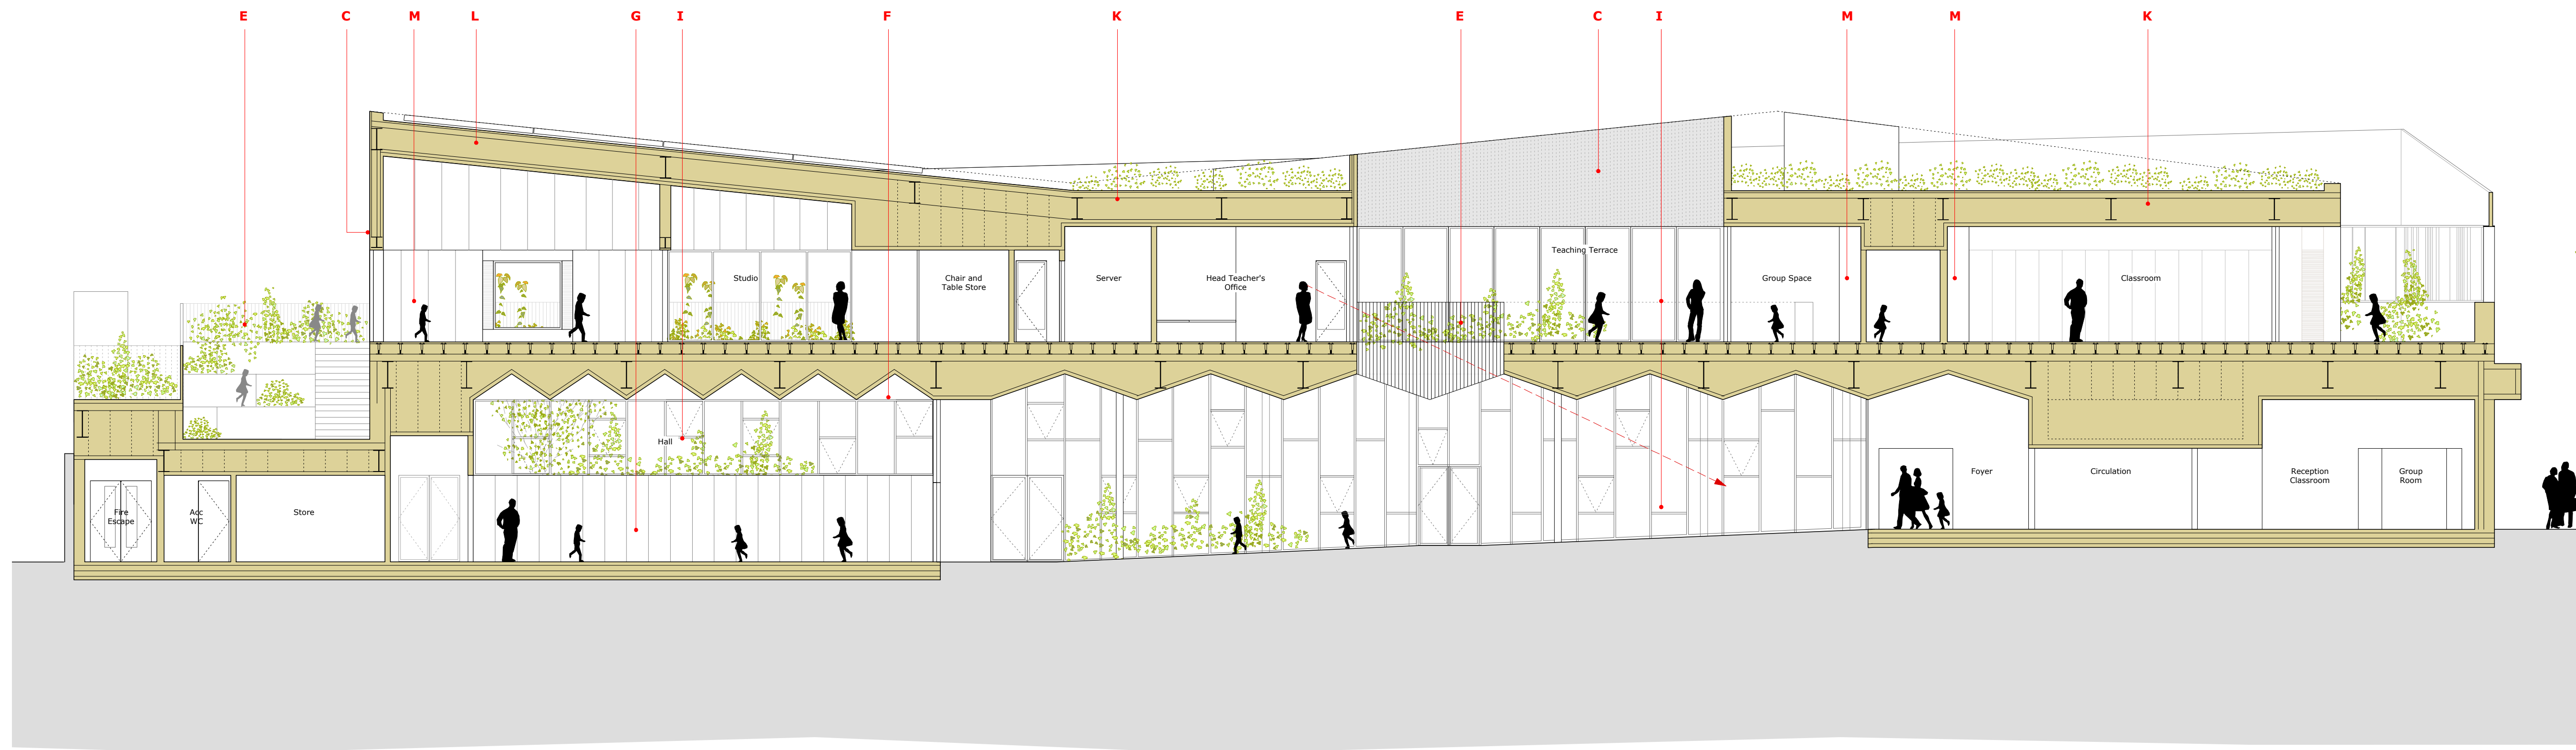 E C M L G I F K E C I M M K
Teaching Terrace
Studio
Chair and
Table Store
Server
Head Teacher's
Office
Group Space
Classroom
Hall
Foyer
Circulation
Reception
Classroom
Group
Room
Fire
Escape
Acc
WC
Store